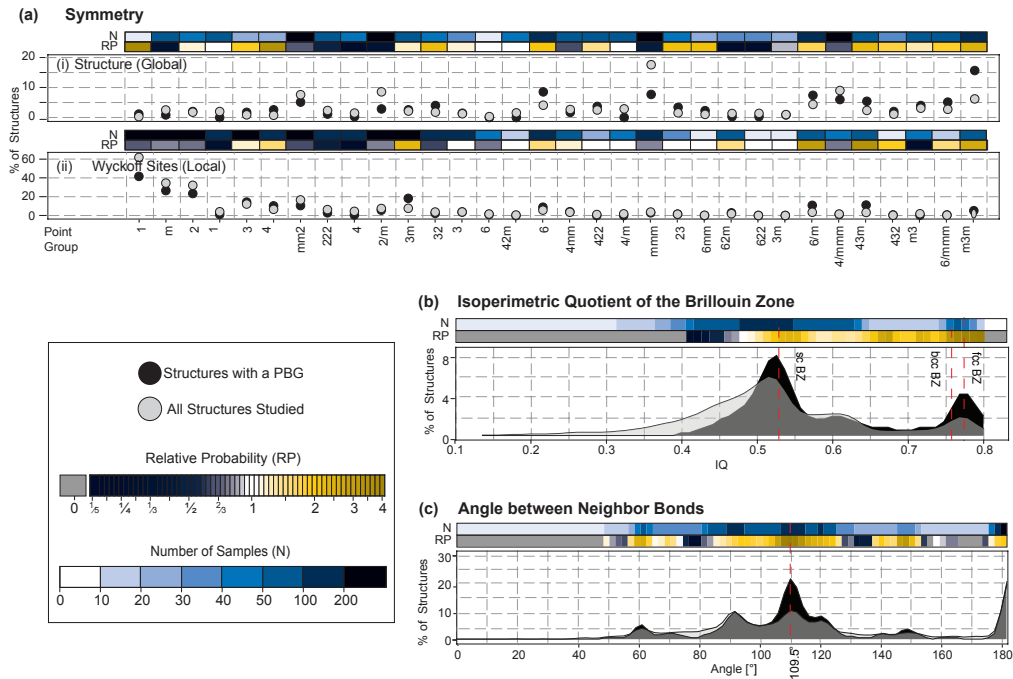 (a) Symmetry
N
RP
20
10
0
(i) Structure (Global)
% of Structures
N
RP
60
40
20
0
(ii) Wyckoff Sites (Local)
Point
Group
1 m 2 1 3 4 mm2 222 4 2/m 3m 32 3 6 42m 6 4mm 422 4/m mmm 23 6mm 62m 622 3m 6/m 4/mmm 43m 432 m3 6/mmm m3m
(b) Isoperimetric Quotient of the Brillouin Zone
N
RP
% of Structures
8
4
0
sc BZ
bcc BZ
fcc BZ
0.1 0.2 0.3 0.4 0.5 0.6 0.7 0.8
IQ
Structures with a PBG
All Structures Studied
Relative Probability (RP)
0 ⅕ ¼ ⅓ ½ ⅔ 1 2 3 4
Number of Samples (N)
0 10 20 30 40 50 100 200
(c) Angle between Neighbor Bonds
N
RP
% of Structures
30
20
10
0
0 20 40 60 80 100 120 140 160 180
109.5°
Angle [°]